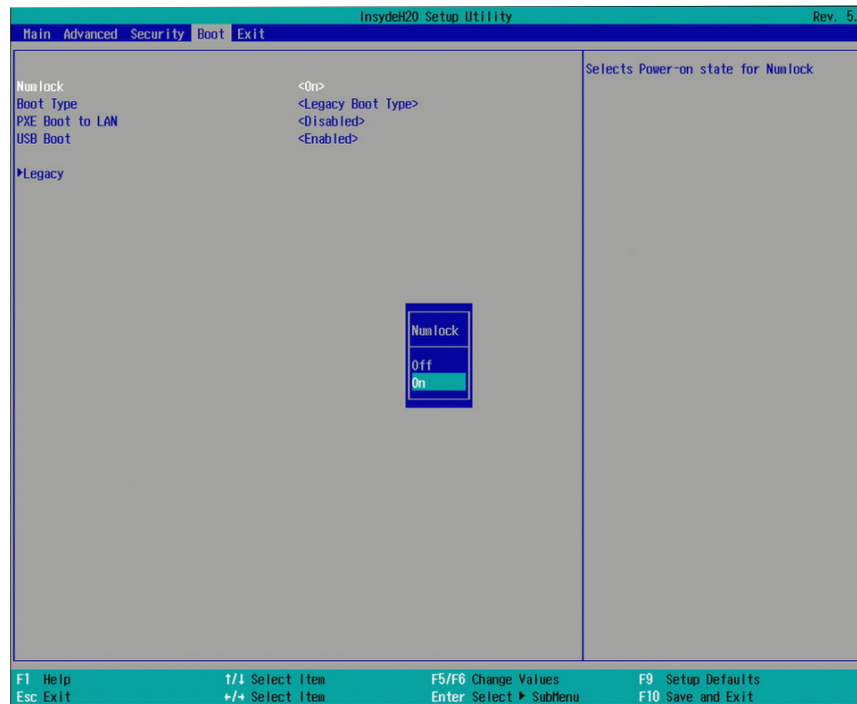 InsydeH20 Setup Utility Rev. 5.
Main Advanced Security Boot Exit
Numlock <On>
Boot Type <Legacy Boot Type>
PXE Boot to LAN <Disabled>
USB Boot <Enabled>
▶Legacy
Selects Power-on state for Numlock
Numlock
Off
On
F1 Help ↑/↓ Select Item F5/F6 Change Values F9 Setup Defaults
Esc Exit ←/→ Select Item Enter Select ▶ SubMenu F10 Save and Exit